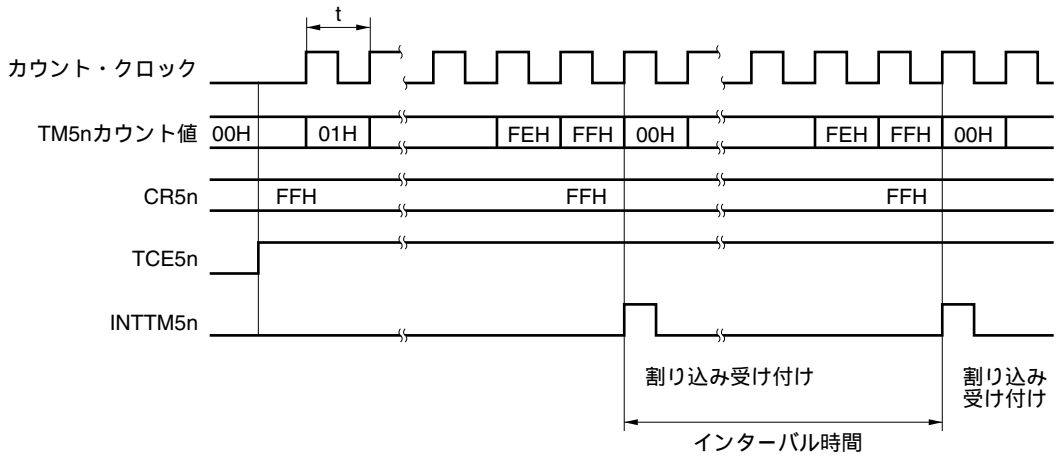 t
カウント・クロック
TM5nカウント値 00H 01H FEH FFH 00H FEH FFH 00H
CR5n FFH FFH FFH
TCE5n
INTTM5n
割り込み受け付け 割り込み
受け付け
インターバル時間